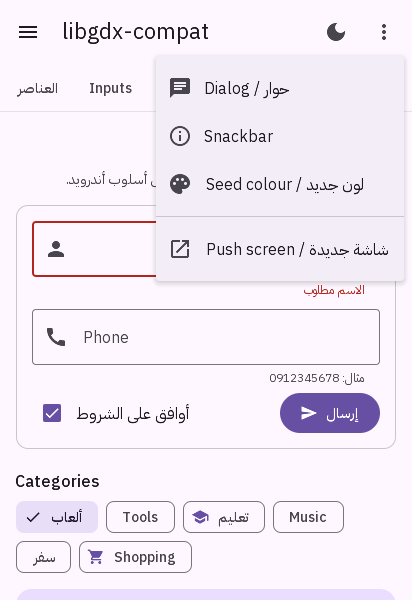 libgdx-compat
العناصر
Inputs
Dialog / حوار
Snackbar
Seed colour / لون جديد
Push screen / شاشة جديدة
أسلوب أندرويد.
الاسم مطلوب
Phone
مثال: 0912345678
أوافق على الشروط
إرسال
Categories
ألعاب
Tools
تعليم
Music
سفر
Shopping